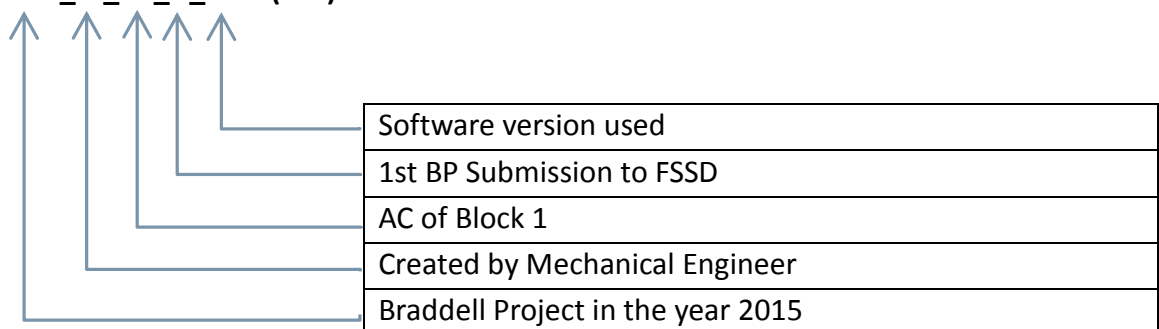 Software version used
1st BP Submission to FSSD
AC of Block 1
Created by Mechanical Engineer
Braddell Project in the year 2015